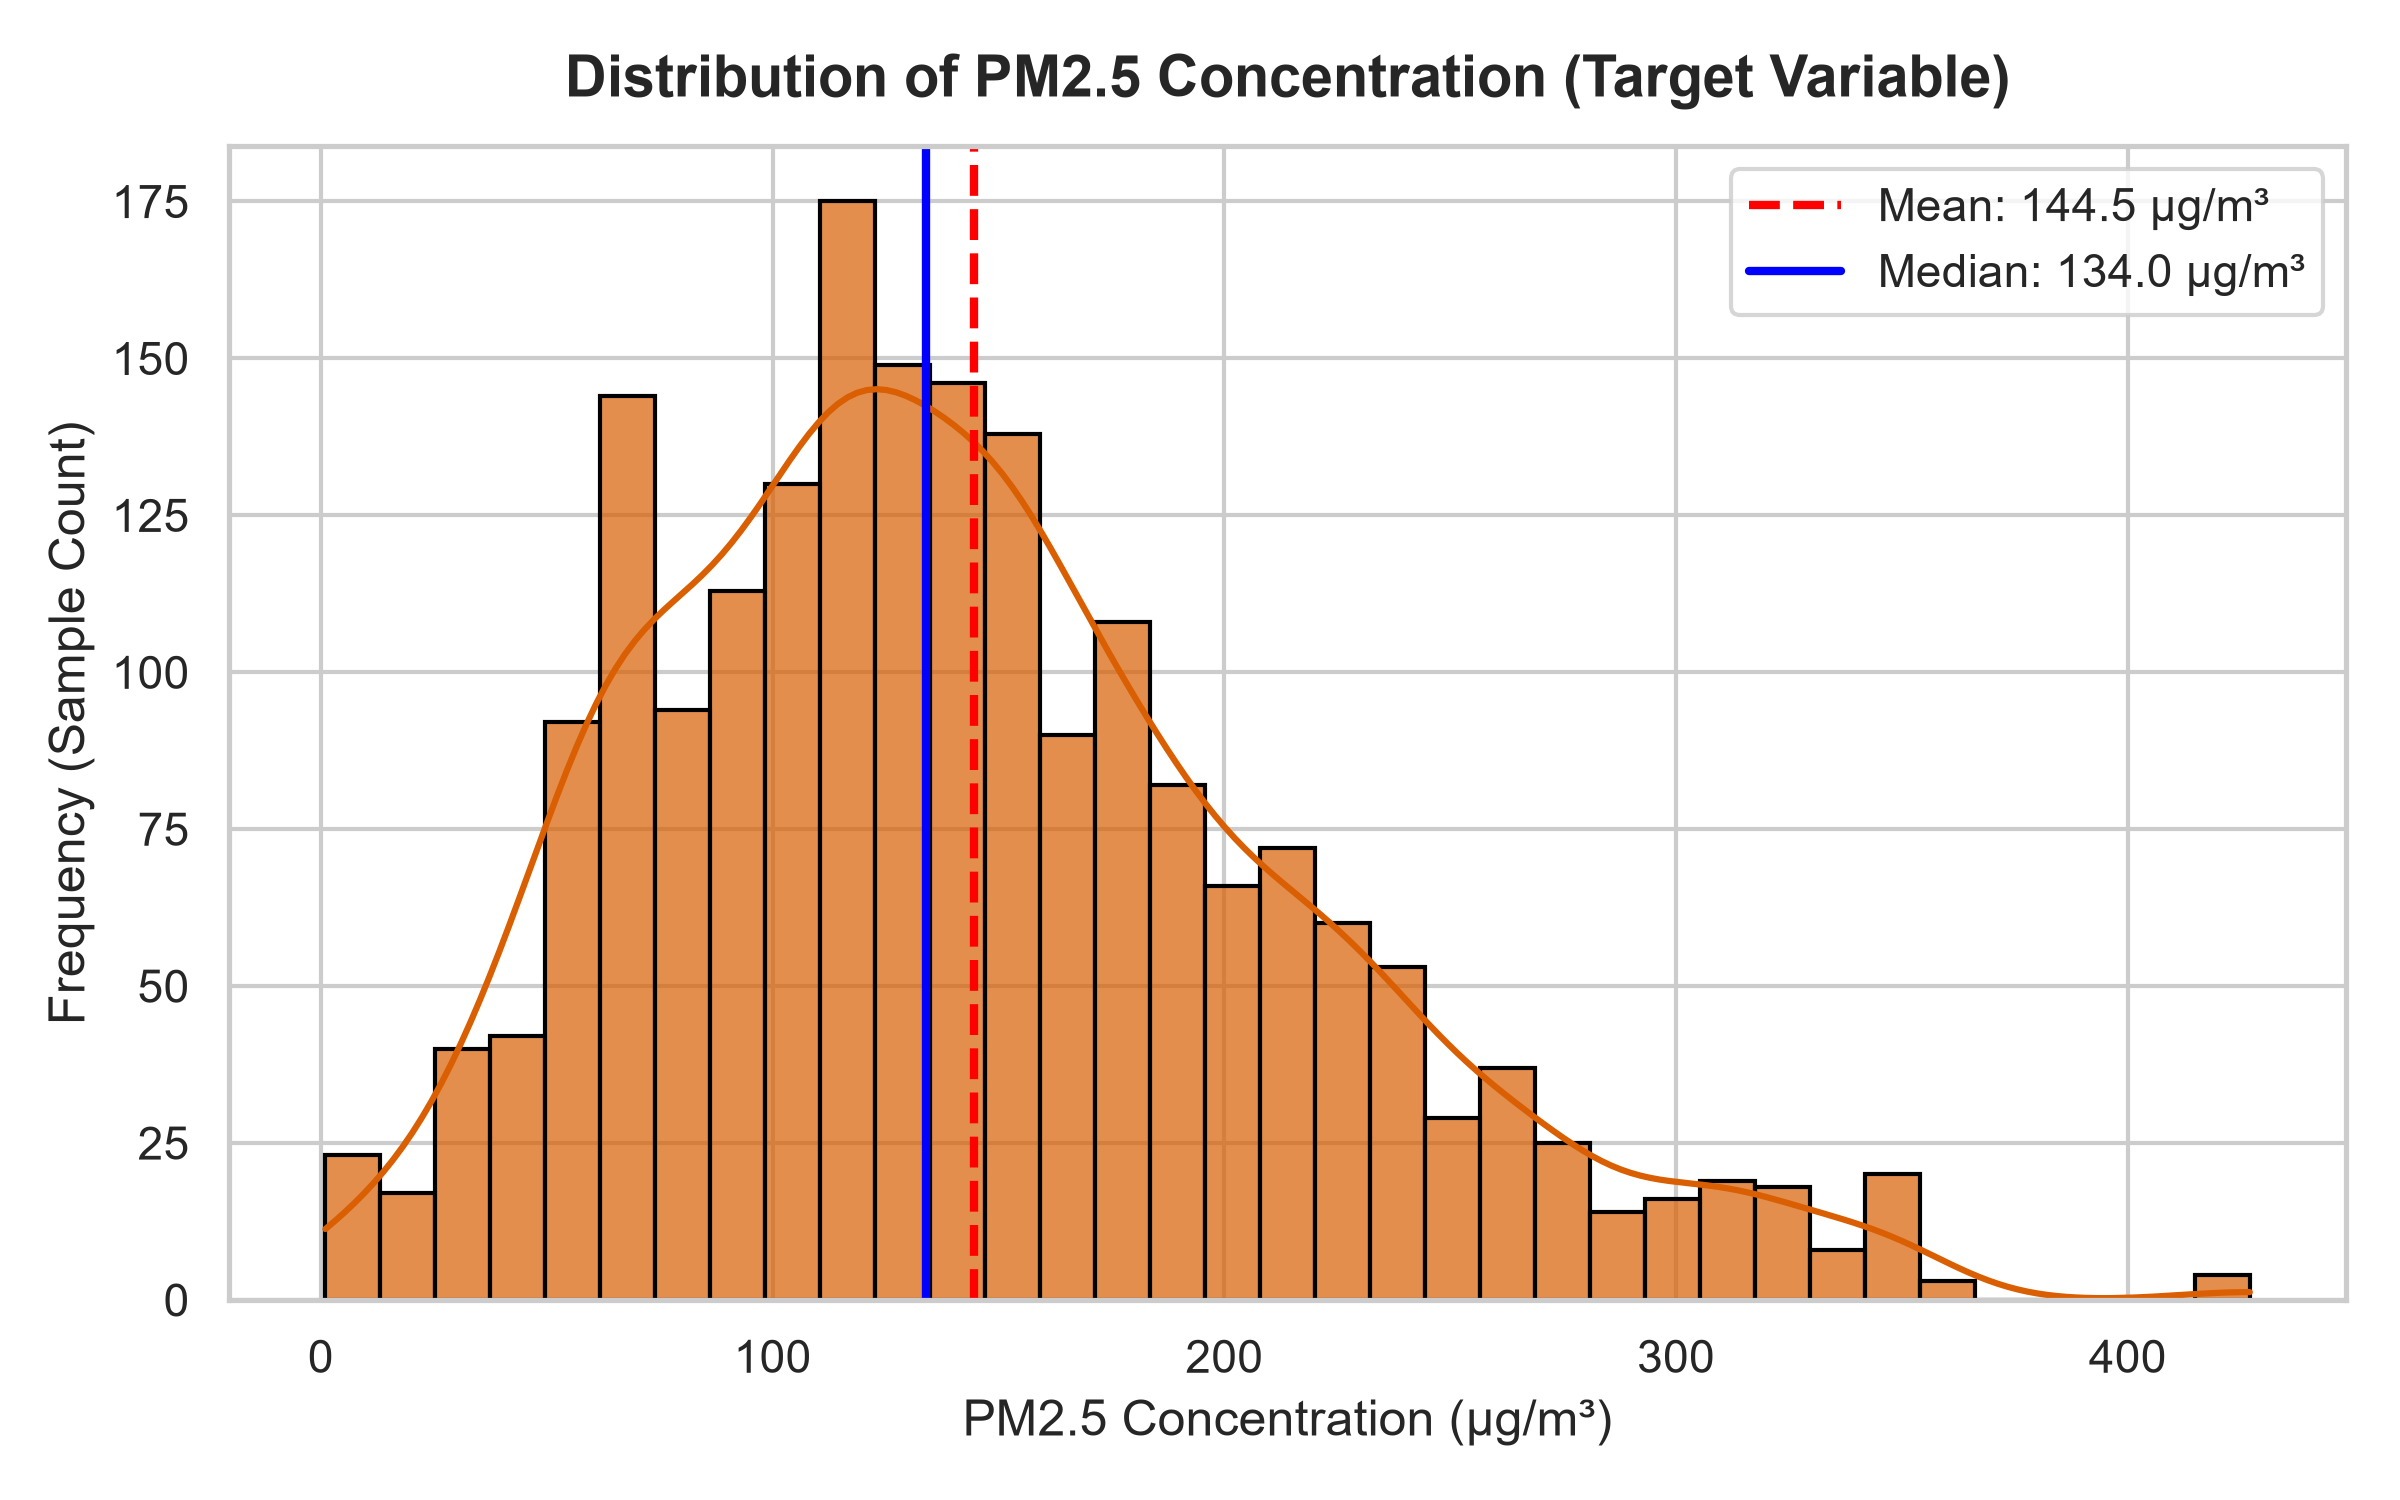 Distribution of PM2.5 Concentration (Target Variable)
Mean: 144.5 µg/m³
Median: 134.0 µg/m³
Frequency (Sample Count)
175
150
125
100
75
50
25
0
0 100 200 300 400
PM2.5 Concentration (µg/m³)